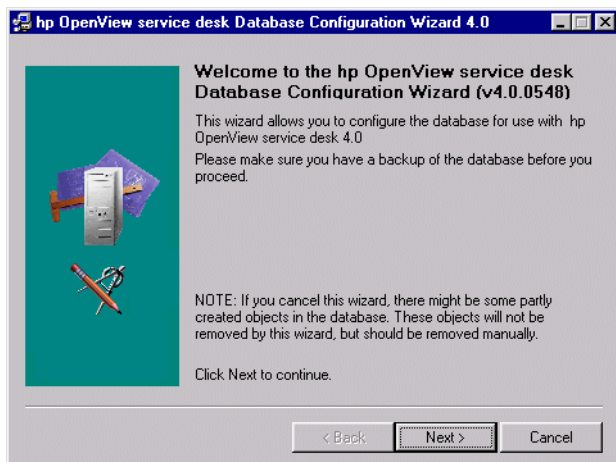 hp OpenView service desk Database Configuration Wizard 4.0
Welcome to the hp OpenView service desk
Database Configuration Wizard (v4.0.0548)
This wizard allows you to configure the database for use with hp
OpenView service desk 4.0
Please make sure you have a backup of the database before you
proceed.
NOTE: If you cancel this wizard, there might be some partly
created objects in the database. These objects will not be
removed by this wizard, but should be removed manually.
Click Next to continue.
< Back
Next >
Cancel